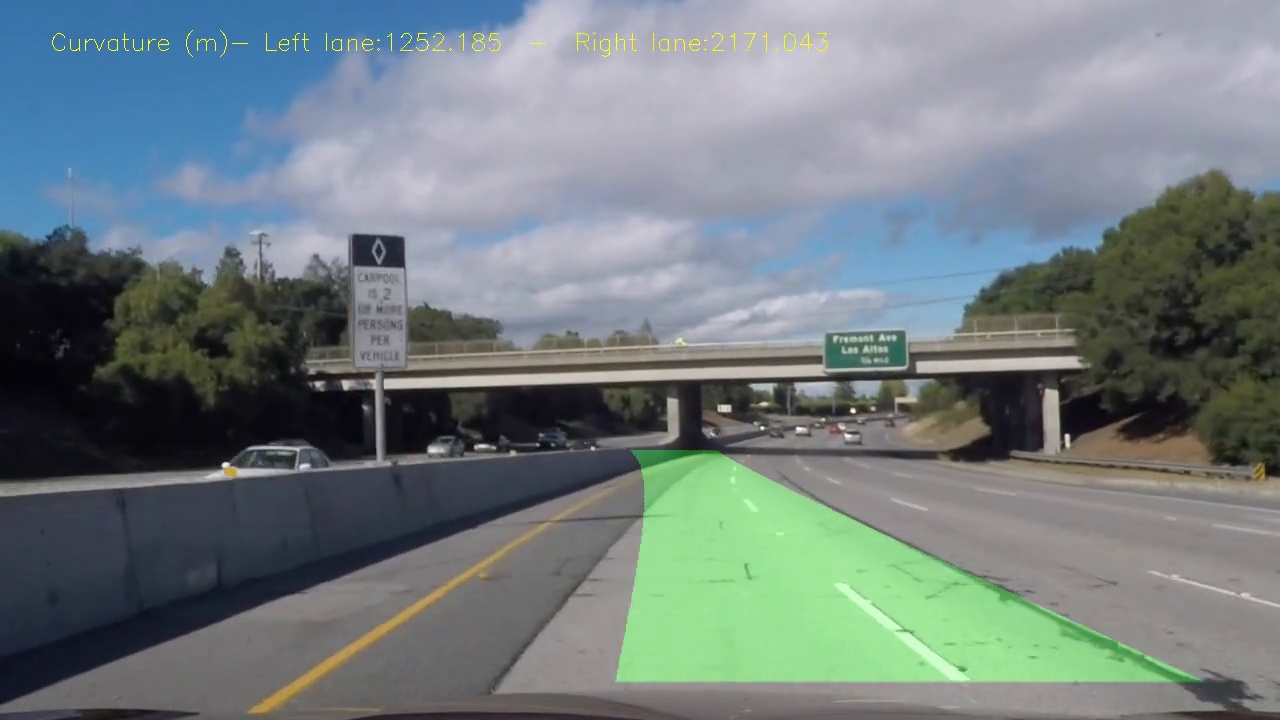 Curvature (m)- Left lane:1252.185 - Right lane:2171.043
CARPOOL
IS 2
OR MORE
PERSONS
PER
VEHICLE
Fremont Ave
Los Altos
MILE